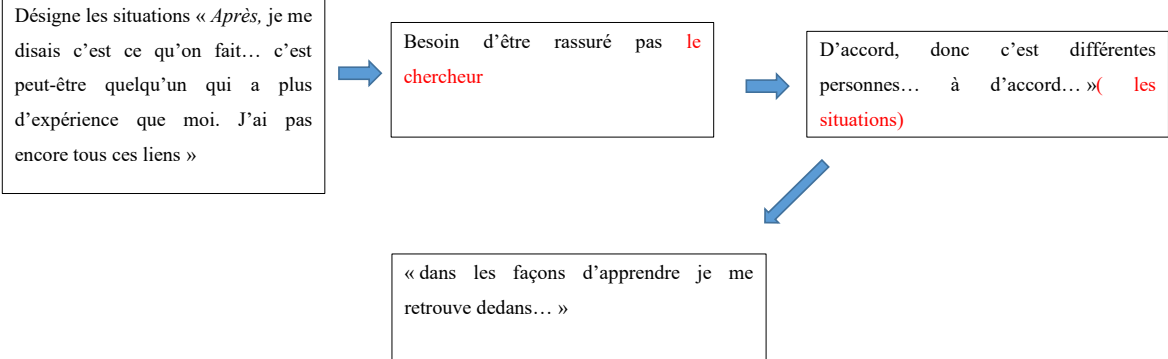 Désigne les situations « Après, je me
disais c'est ce qu'on fait… c'est
peut-être quelqu'un qui a plus
d'expérience que moi. J'ai pas
encore tous ces liens »
Besoin d'être rassuré pas le
chercheur
D'accord, donc c'est différentes
personnes… à d'accord… »( les
situations)
« dans les façons d'apprendre je me
retrouve dedans… »